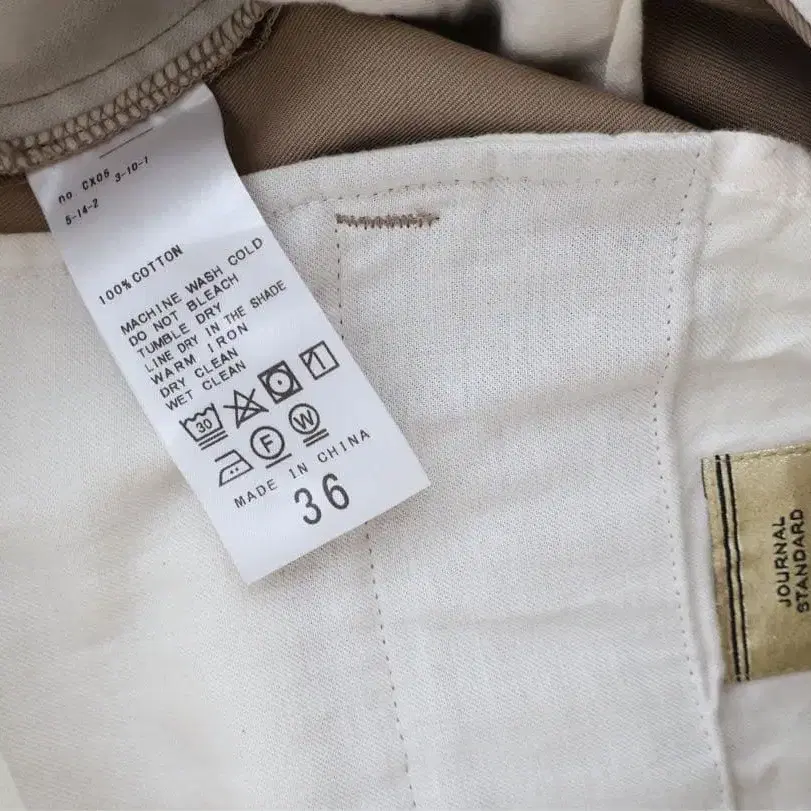 no CX05 3-10-1
5-14-2
100% COTTON
MACHINE WASH COLD
DO NOT BLEACH
TUMBLE DRY
LINE DRY IN THE SHADE
WARM IRON
DRY CLEAN
WET CLEAN
30
F W
MADE IN CHINA
36
JOURNAL
STANDARD